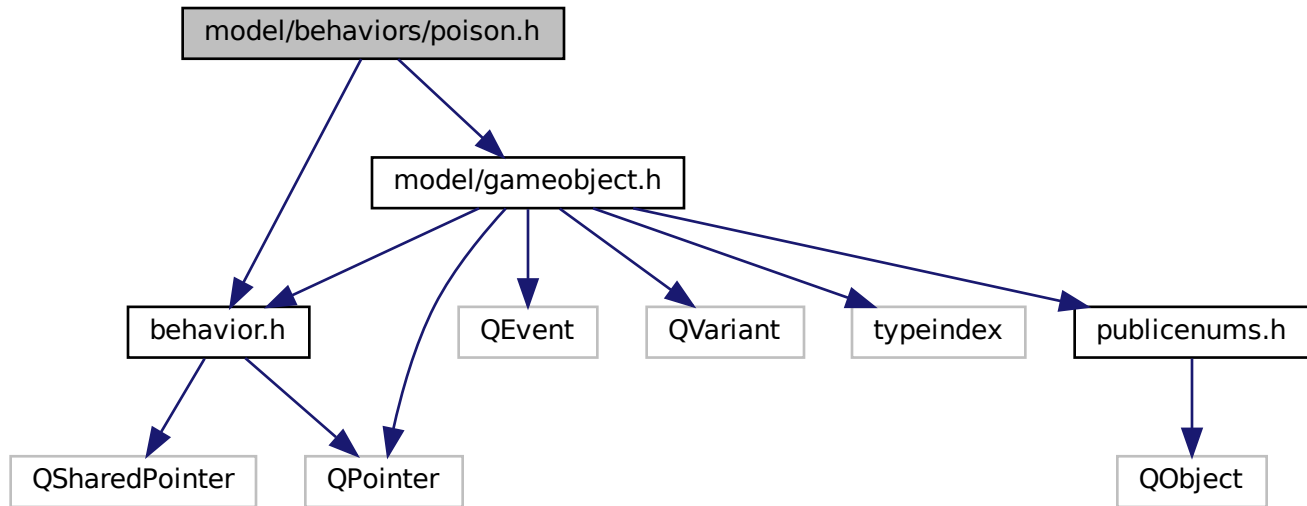 model/behaviors/poison.h
model/gameobject.h
behavior.h
QEvent
QVariant
typeindex
publicenums.h
QSharedPointer
QPointer
QObject